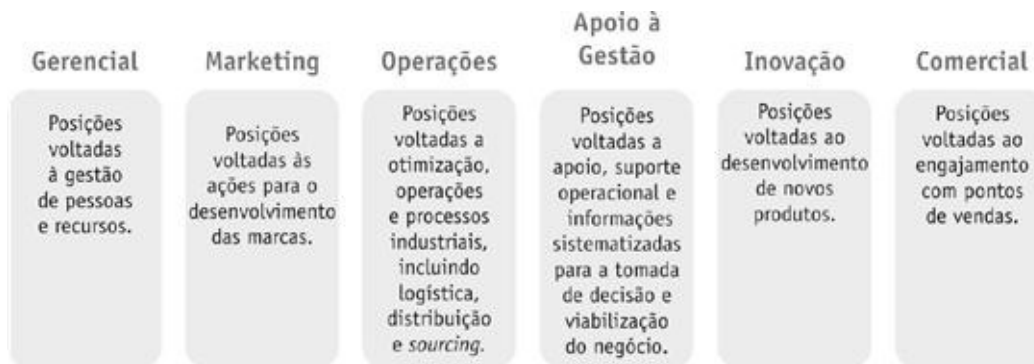 Gerencial
Posições
voltadas
à gestão
de pessoas
e recursos.
Marketing
Posições
voltadas às
ações para o
desenvolvimento
das marcas.
Operações
Posições
voltadas a
otimização,
operações
e processos
industriais,
incluindo
logística,
distribuição
e sourcing.
Apoio à
Gestão
Posições
voltadas a
apoio, suporte
operacional e
informações
sistematizadas
para a tomada
de decisão e
viabilização
do negócio.
Inovação
Posições
voltadas ao
desenvolvimento
de novos
produtos.
Comercial
Posições
voltadas ao
engajamento
com pontos
de vendas.